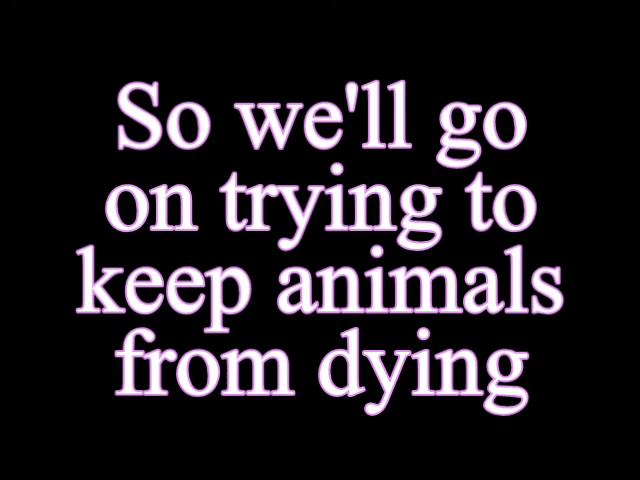 So we'll go
on trying to
keep animals
from dying